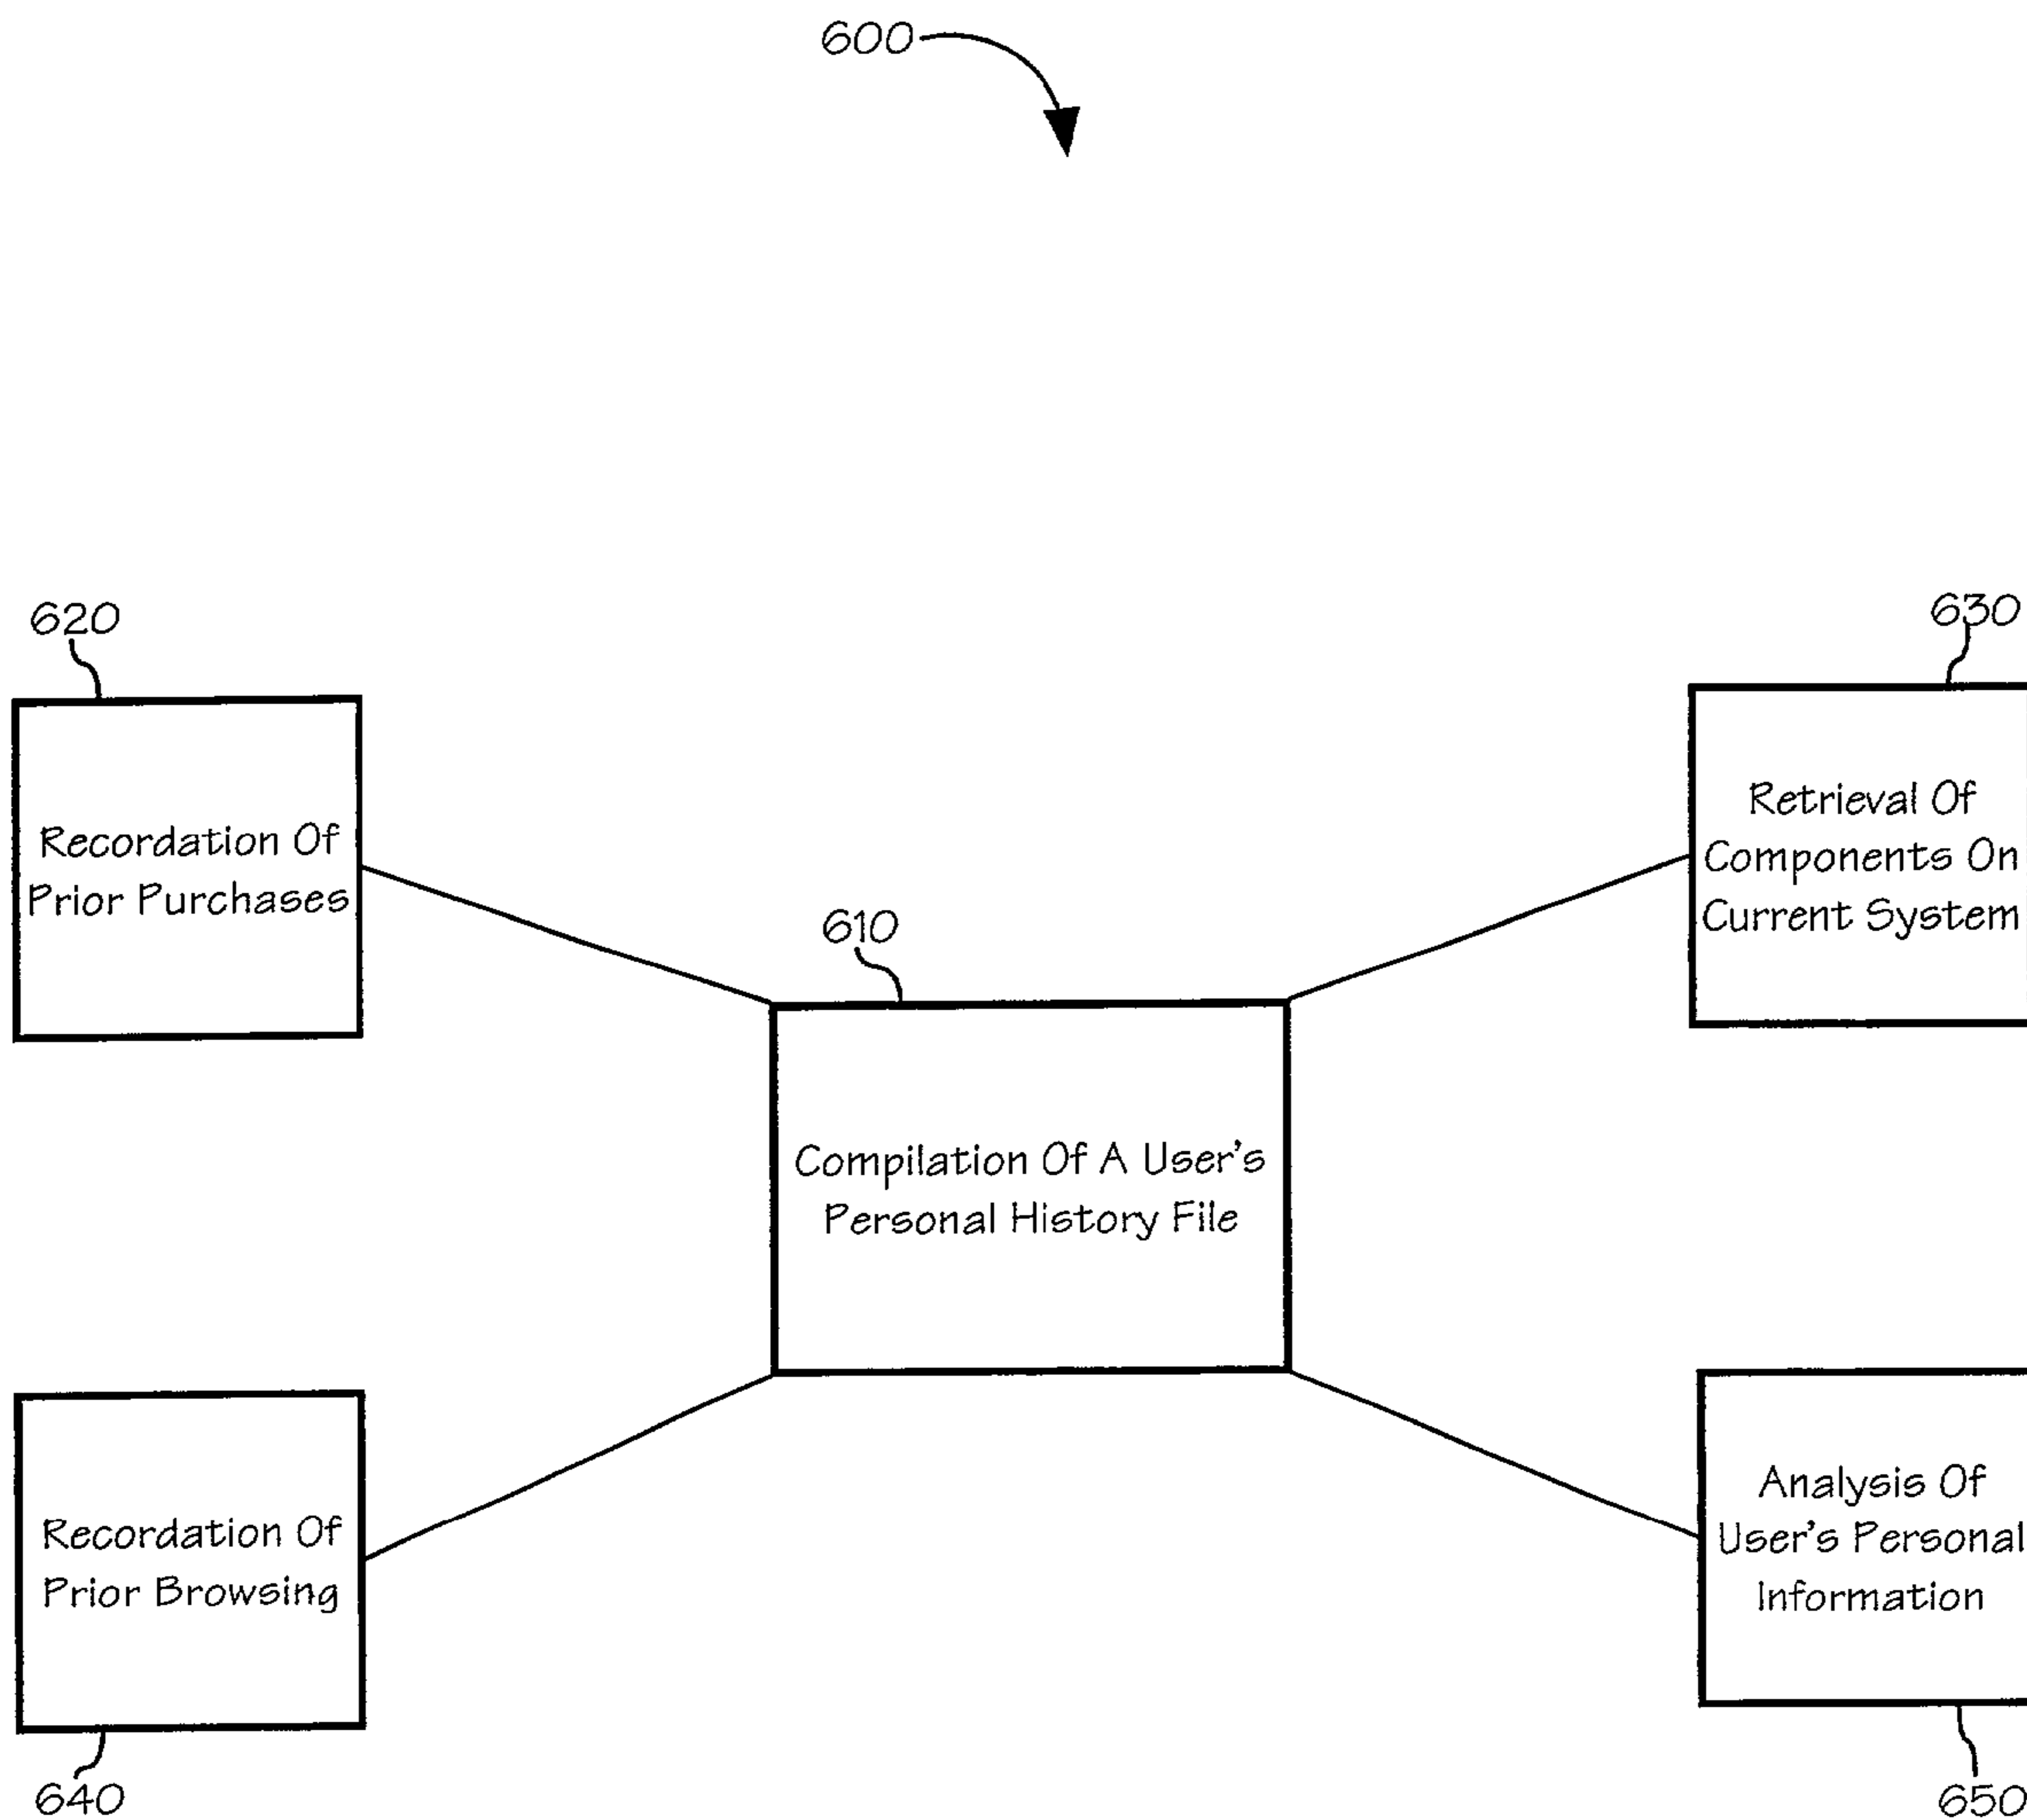 600
620
Recordation Of
Prior Purchases
630
Retrieval Of
Components On
Current System
610
Compilation Of A User's
Personal History File
Recordation Of
Prior Browsing
640
Analysis Of
User's Personal
Information
650